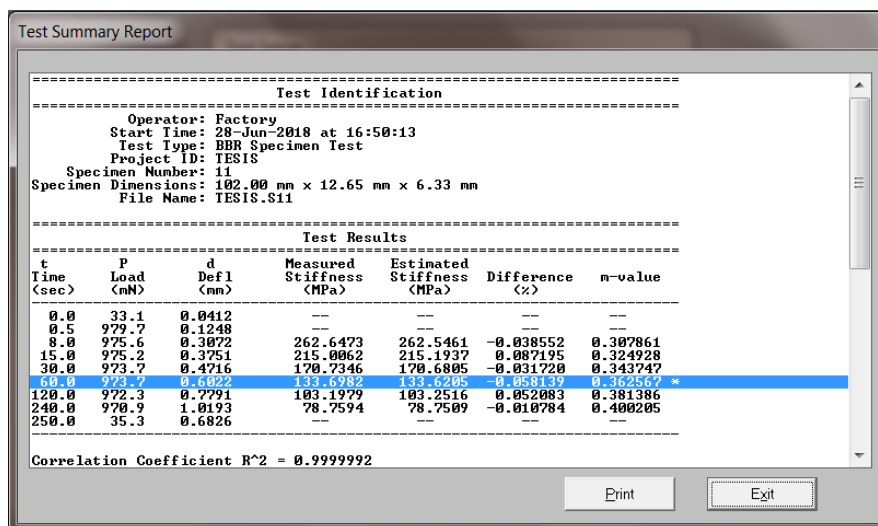 Test Summary Report
Test Identification
Operator: Factory
Start Time: 28-Jun-2018 at 16:50:13
Test Type: BBR Specimen Test
Project ID: TESIS
Specimen Number: 11
Specimen Dimensions: 102.00 mm x 12.65 mm x 6.33 mm
File Name: TESIS.S11
Test Results
t P d Measured Estimated
Time Load Defl Stiffness Stiffness Difference m-value
(sec) (mN) (mm) (MPa) (MPa) (%)
0.0 33.1 0.0412 -- -- -- --
0.5 979.7 0.1248 -- -- -- --
8.0 975.6 0.3072 262.6473 262.5461 -0.038552 0.307861
15.0 975.2 0.3751 215.0062 215.1937 0.087195 0.324928
30.0 973.7 0.4716 170.7346 170.6805 -0.031720 0.343747
60.0 973.7 0.6022 133.6982 133.6205 -0.058139 0.362567 *
120.0 972.3 0.7791 103.1979 103.2516 0.052083 0.381386
240.0 970.9 1.0193 78.7594 78.7509 -0.010784 0.400205
250.0 35.3 0.6826 -- -- -- --
Correlation Coefficient R^2 = 0.9999992
Print Exit